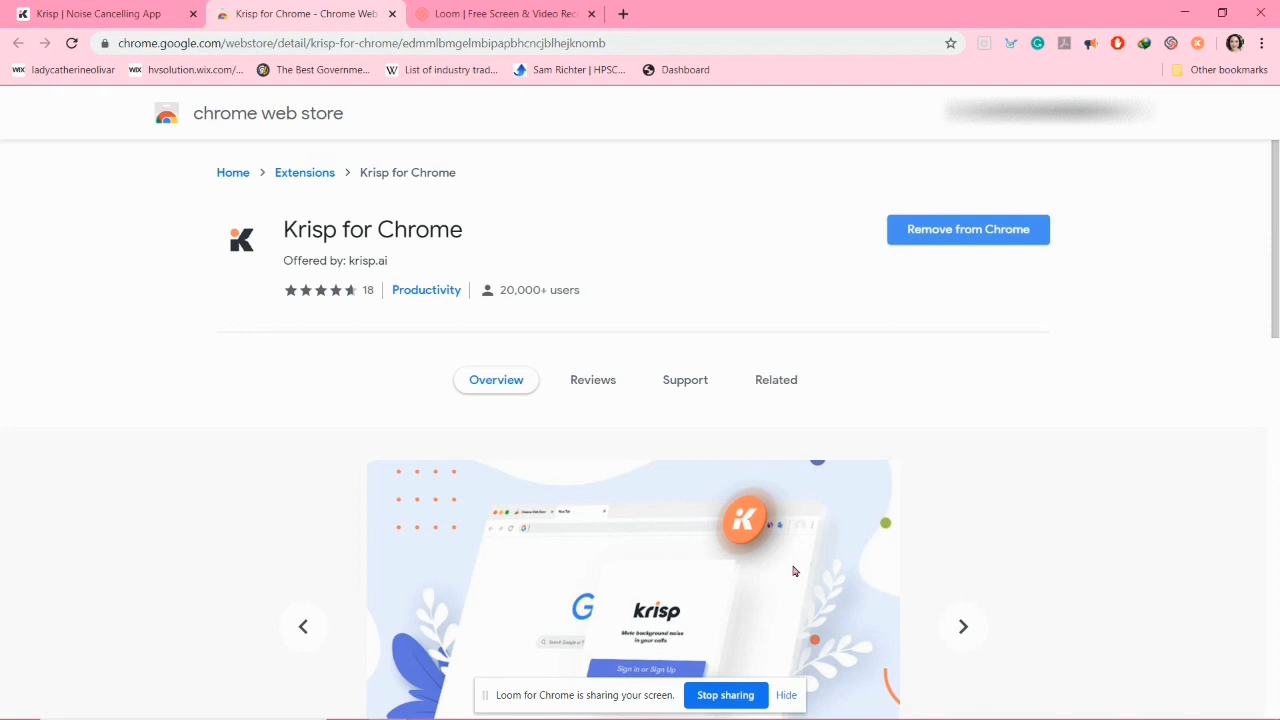 Krisp | Noise Cancelling App
Krisp for Chrome - Chrome Web
Loom | Free Screen & Video Rec
chrome.google.com/webstore/detail/krisp-for-chrome/edmmlbmgelmbipapbhcncjblhejknomb
WIX ladycatherineolivar
WIX hvsolution.wix.com/...
The Best Governme...
W List of industry trad...
Sam Richter | HPSC...
Dashboard
Other bookmarks
chrome web store
Home > Extensions > Krisp for Chrome
Krisp for Chrome
Remove from Chrome
Offered by: krisp.ai
18 | Productivity | 20,000+ users
Overview
Reviews
Support
Related
krisp
Mute background noise
in your calls
Sign in or Sign Up
Loom for Chrome is sharing your screen.
Stop sharing
Hide